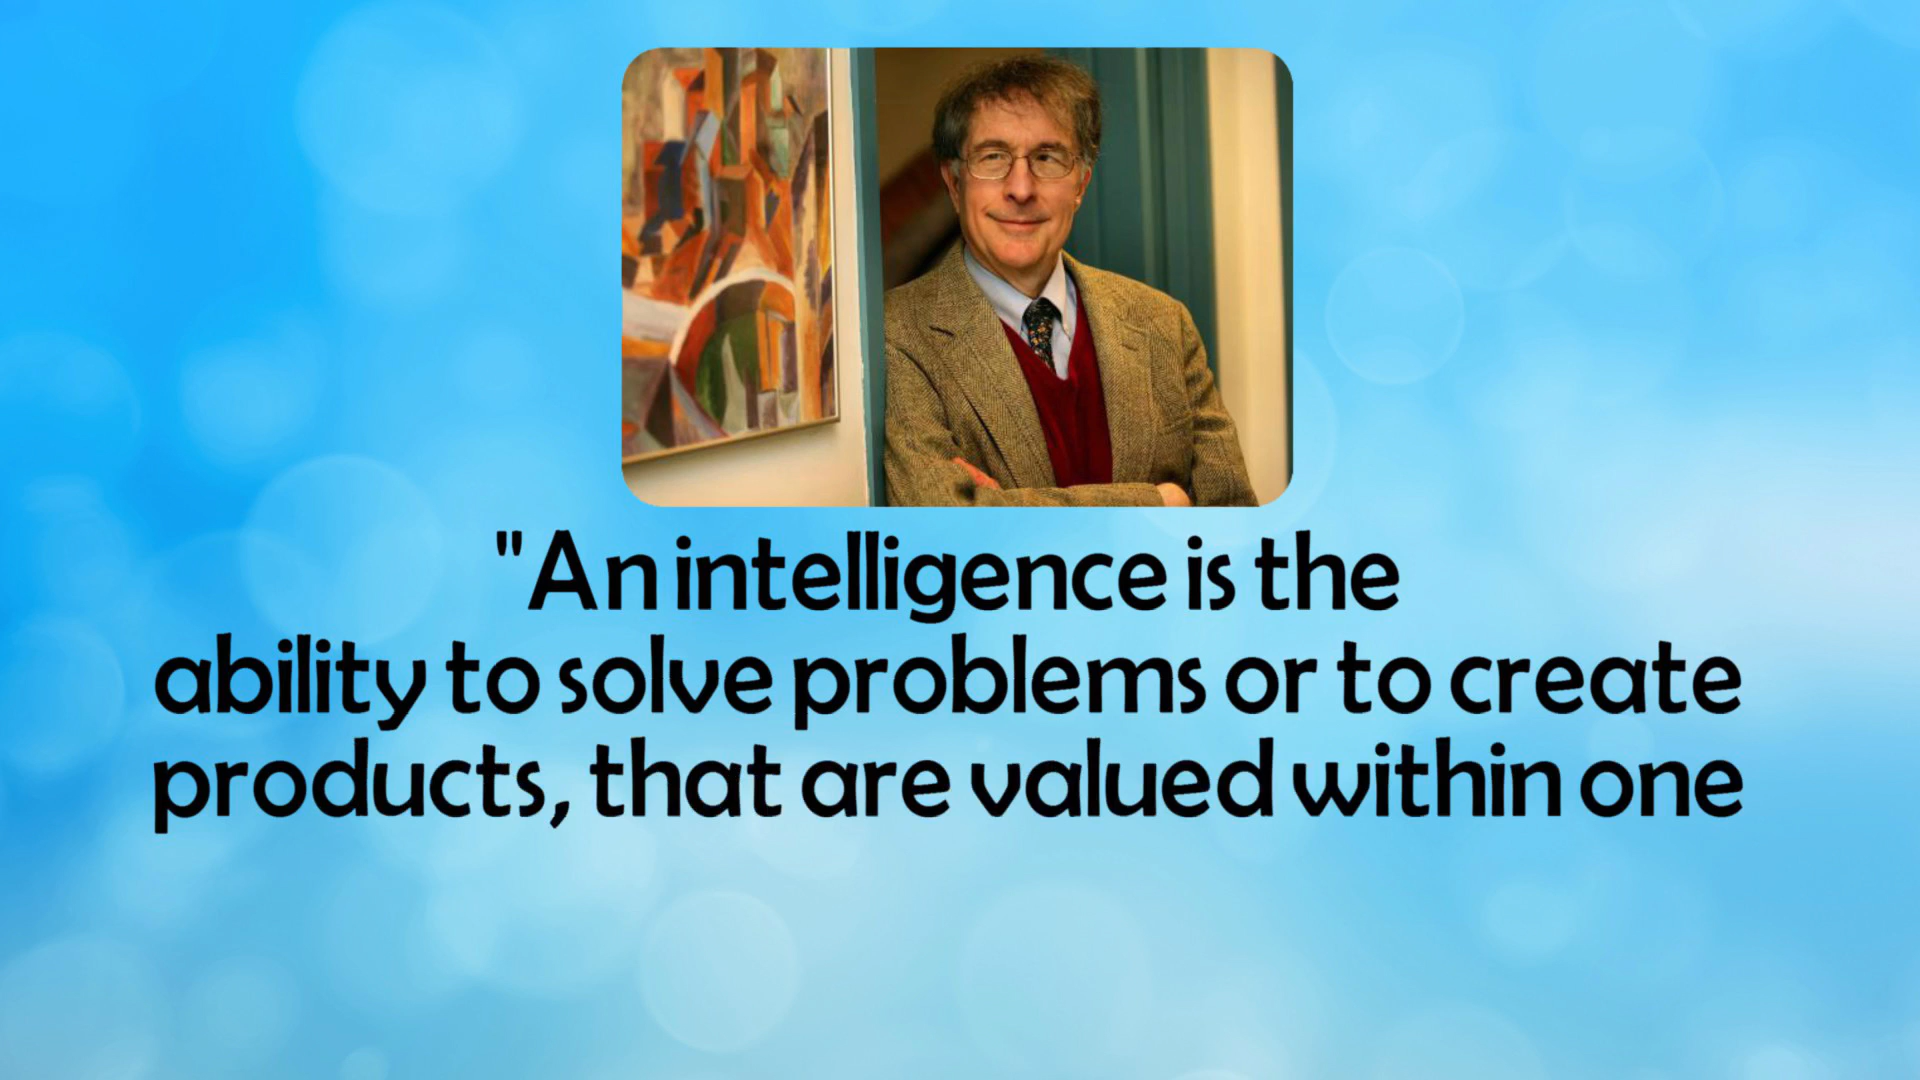 "An intelligence is the
ability to solve problems or to create
products, that are valued within one